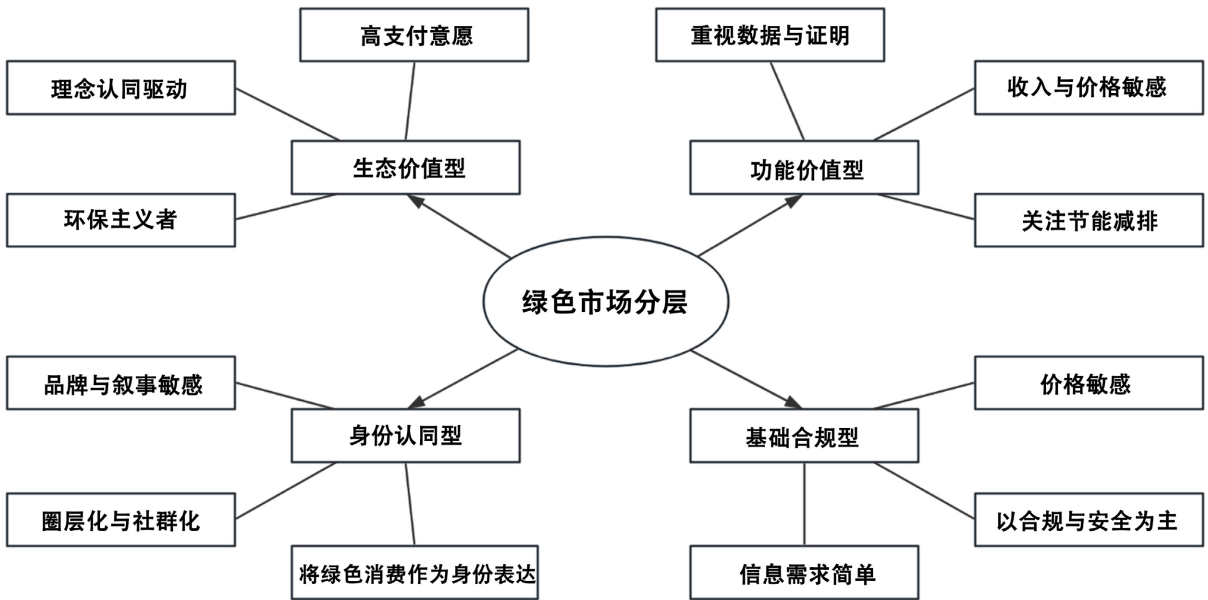 高支付意愿
重视数据与证明
理念认同驱动
收入与价格敏感
生态价值型
功能价值型
环保主义者
关注节能减排
绿色市场分层
品牌与叙事敏感
价格敏感
身份认同型
基础合规型
圈层化与社群化
以合规与安全为主
将绿色消费作为身份表达
信息需求简单